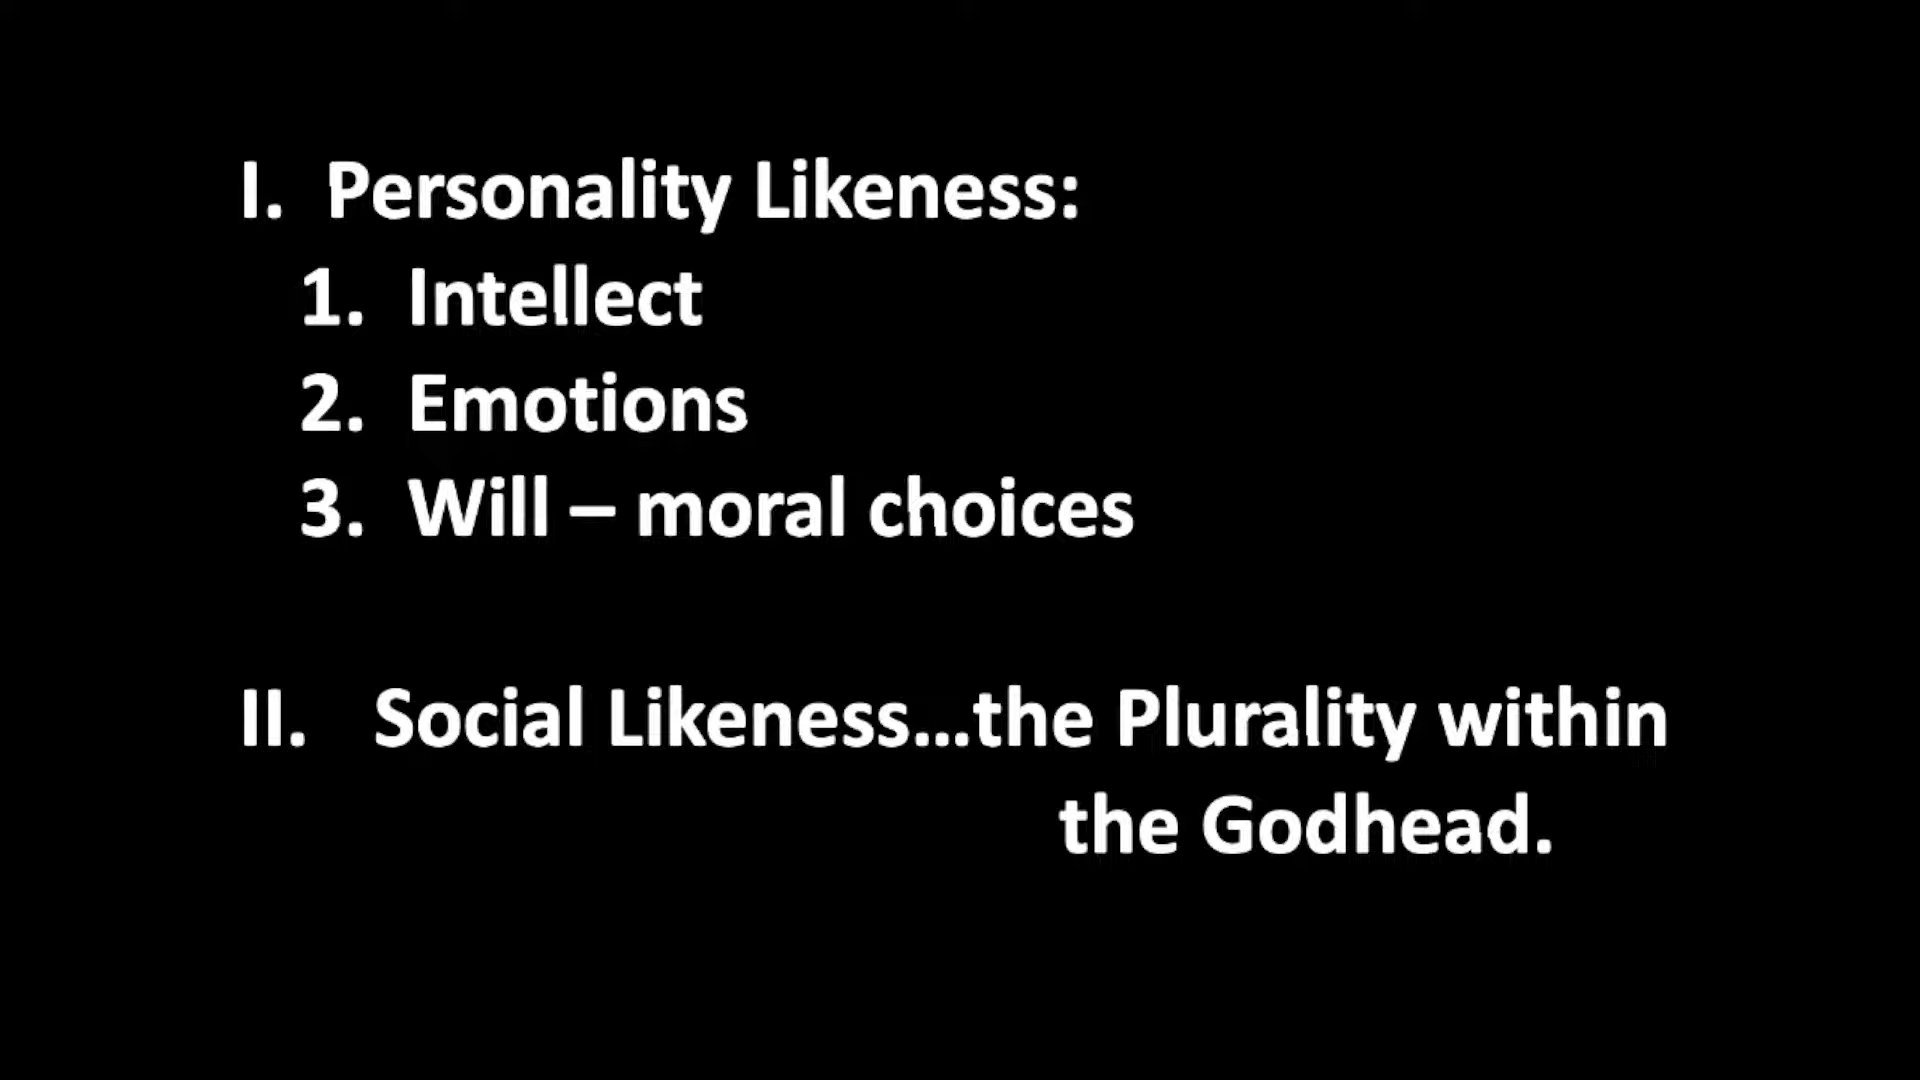 I. Personality Likeness:
1. Intellect
2. Emotions
3. Will – moral choices
II. Social Likeness...the Plurality within
the Godhead.